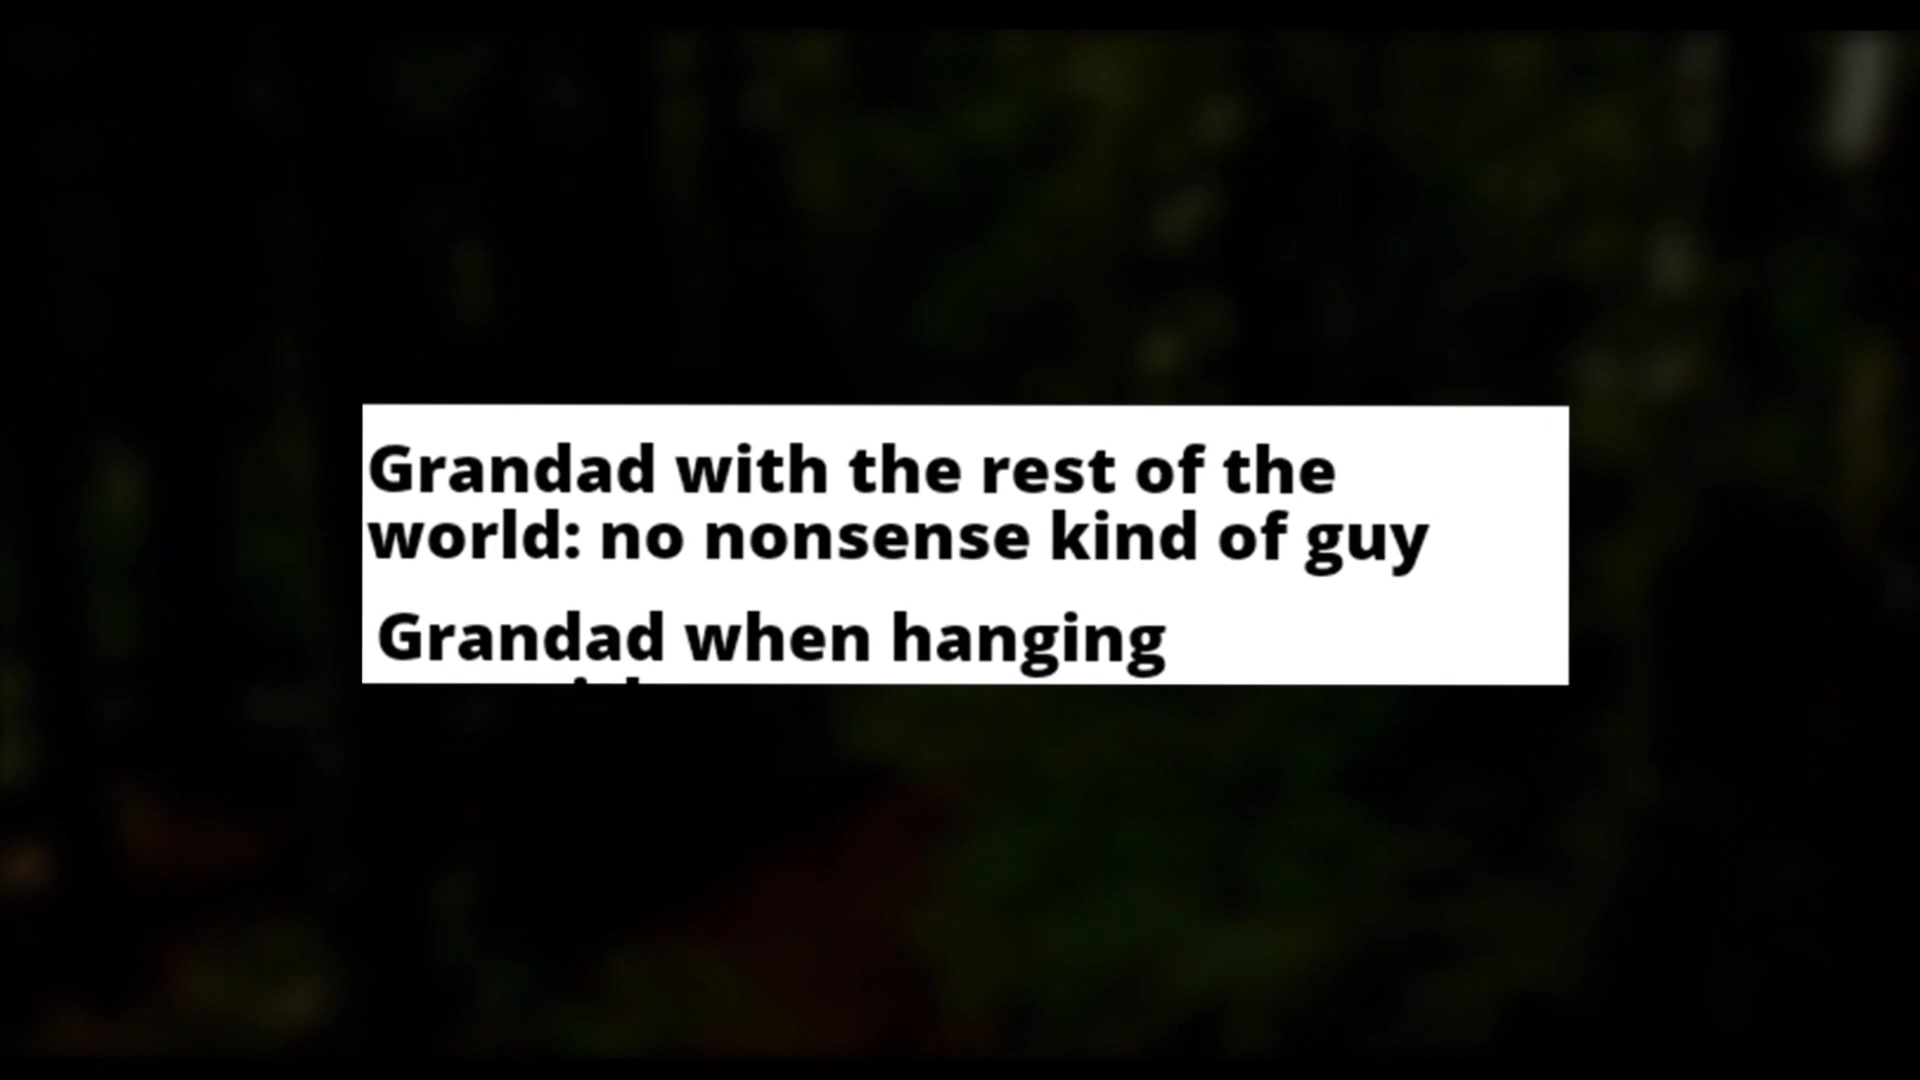 Grandad with the rest of the
world: no nonsense kind of guy
Grandad when hanging